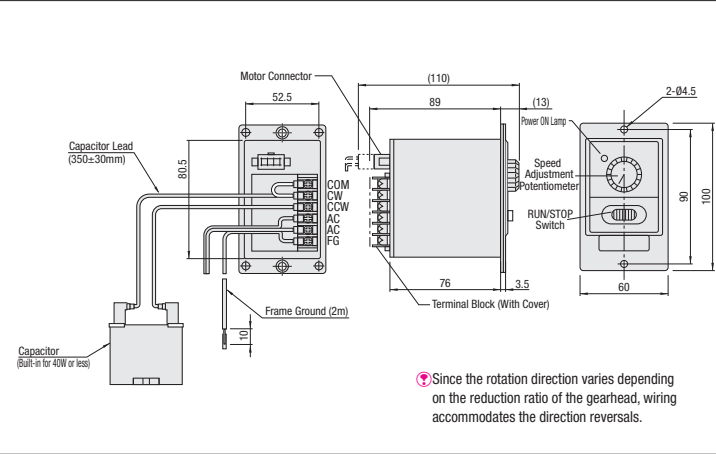 Motor Connector
52.5
Capacitor Lead
(350±30mm)
80.5
COM
CW
CCW
AC
AC
FG
Frame Ground (2m)
10
Capacitor
(Built-in for 40W or less)
(110)
89
(13)
76
3.5
Terminal Block (With Cover)
2-Ø4.5
Power ON Lamp
Speed
Adjustment
Potentiometer
RUN/STOP
Switch
90
100
60
Since the rotation direction varies depending
on the reduction ratio of the gearhead, wiring
accommodates the direction reversals.